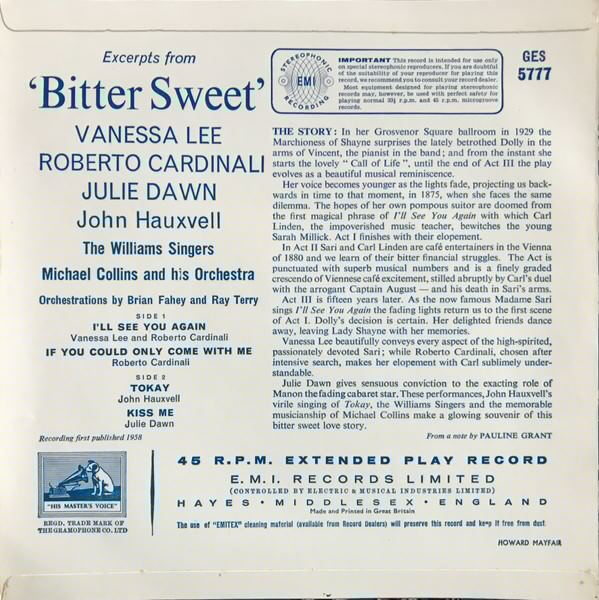 Excerpts from
'Bitter Sweet'
VANESSA LEE
ROBERTO CARDINALI
JULIE DAWN
John Hauxvell
The Williams Singers
Michael Collins and his Orchestra
Orchestrations by Brian Fahey and Ray Terry
SIDE 1
I'LL SEE YOU AGAIN
Vanessa Lee and Roberto Cardinali
IF YOU COULD ONLY COME WITH ME
Roberto Cardinali
SIDE 2
TOKAY
John Hauxvell
KISS ME
Julie Dawn
Recording first published 1958
STEREOPHONIC
EMI
RECORDING
IMPORTANT This record is intended for use only
on special stereophonic reproducers. If you are doubtful
of the suitability of your reproducer for playing this
record, we recommend you to consult your record dealer.
Most equipment designed for playing stereophonic
records may, however, be used with perfect safety for
playing normal 33⅓ r.p.m. and 45 r.p.m. microgroove
records.
GES
5777
THE STORY: In her Grosvenor Square ballroom in 1929 the
Marchioness of Shayne surprises the lately betrothed Dolly in the
arms of Vincent, the pianist in the band; and from the instant she
starts the lovely " Call of Life ", until the end of Act III the play
evolves as a beautiful musical reminiscence.
Her voice becomes younger as the lights fade, projecting us back-
wards in time to that moment, in 1875, when she faces the same
dilemma. The hopes of her own pompous suitor are doomed from
the first magical phrase of I'll See You Again with which Carl
Linden, the impoverished music teacher, bewitches the young
Sarah Millick. Act I finishes with their elopement.
In Act II Sari and Carl Linden are café entertainers in the Vienna
of 1880 and we learn of their bitter financial struggles. The Act is
punctuated with superb musical numbers and is a finely graded
crescendo of Viennese café excitement, stilled abruptly by Carl's duel
with the arrogant Captain August — and his death in Sari's arms.
Act III is fifteen years later. As the now famous Madame Sari
sings I'll See You Again the fading lights return us to the first scene
of Act I. Dolly's decision is certain. Her delighted friends dance
away, leaving Lady Shayne with her memories.
Vanessa Lee beautifully conveys every aspect of the high-spirited,
passionately devoted Sari; while Roberto Cardinali, chosen after
intensive search, makes her elopement with Carl sublimely under-
standable.
Julie Dawn gives sensuous conviction to the exacting role of
Manon the fading cabaret star. These performances, John Hauxvell's
virile singing of Tokay, the Williams Singers and the memorable
musicianship of Michael Collins make a glowing souvenir of this
bitter sweet love story.
From a note by PAULINE GRANT
"HIS MASTER'S VOICE"
REGD. TRADE MARK OF
THE GRAMOPHONE CO. LTD
45 R.P.M. EXTENDED PLAY RECORD
E.M.I. RECORDS LIMITED
(CONTROLLED BY ELECTRIC & MUSICAL INDUSTRIES LIMITED)
HAYES • MIDDLESEX • ENGLAND
Made and Printed in Great Britain
The use of "EMITEX" cleaning material (available from Record Dealers) will preserve this record and keep it free from dust.
HOWARD MAYFAIR